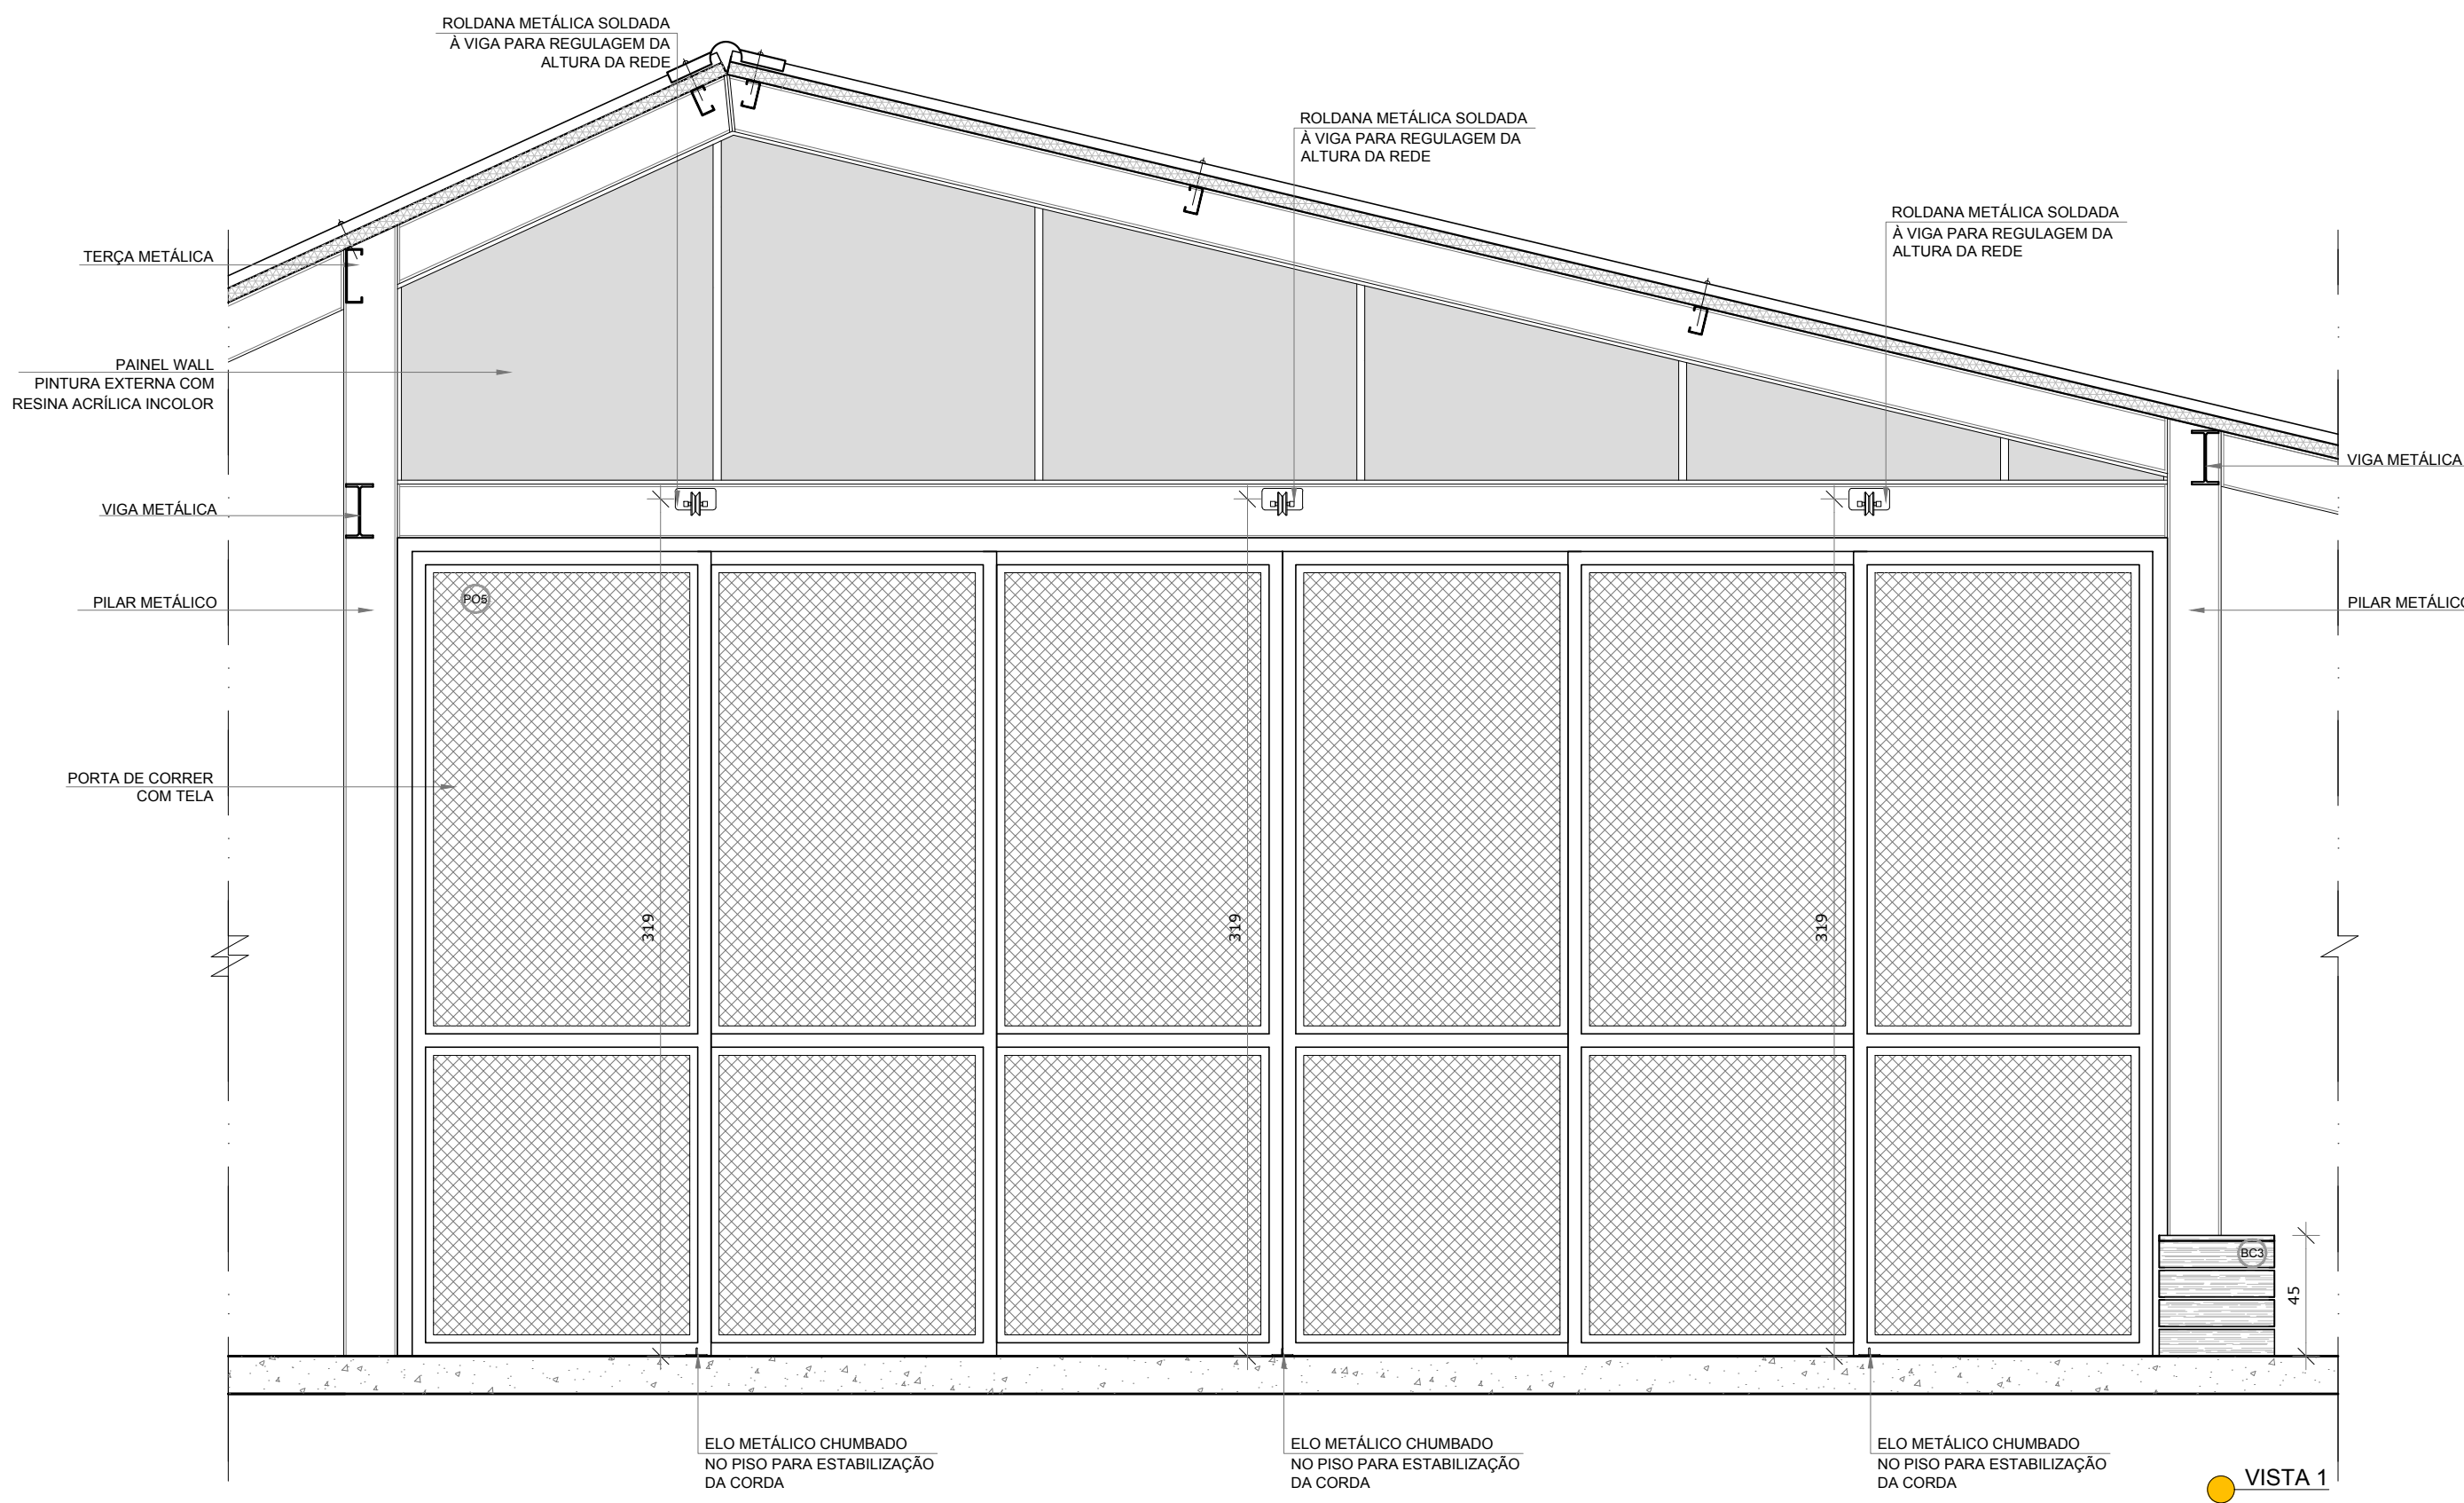 ROLDANA METÁLICA SOLDADA
À VIGA PARA REGULAGEM DA
ALTURA DA REDE
ROLDANA METÁLICA SOLDADA
À VIGA PARA REGULAGEM DA
ALTURA DA REDE
ROLDANA METÁLICA SOLDADA
À VIGA PARA REGULAGEM DA
ALTURA DA REDE
TERÇA METÁLICA
PAINEL WALL
PINTURA EXTERNA COM
RESINA ACRÍLICA INCOLOR
VIGA METÁLICA
VIGA METÁLICA
PILAR METÁLICO
PO5
PILAR METÁLICO
PORTA DE CORRER
COM TELA
319
319
319
BC3
45
ELO METÁLICO CHUMBADO
NO PISO PARA ESTABILIZAÇÃO
DA CORDA
ELO METÁLICO CHUMBADO
NO PISO PARA ESTABILIZAÇÃO
DA CORDA
ELO METÁLICO CHUMBADO
NO PISO PARA ESTABILIZAÇÃO
DA CORDA
VISTA 1